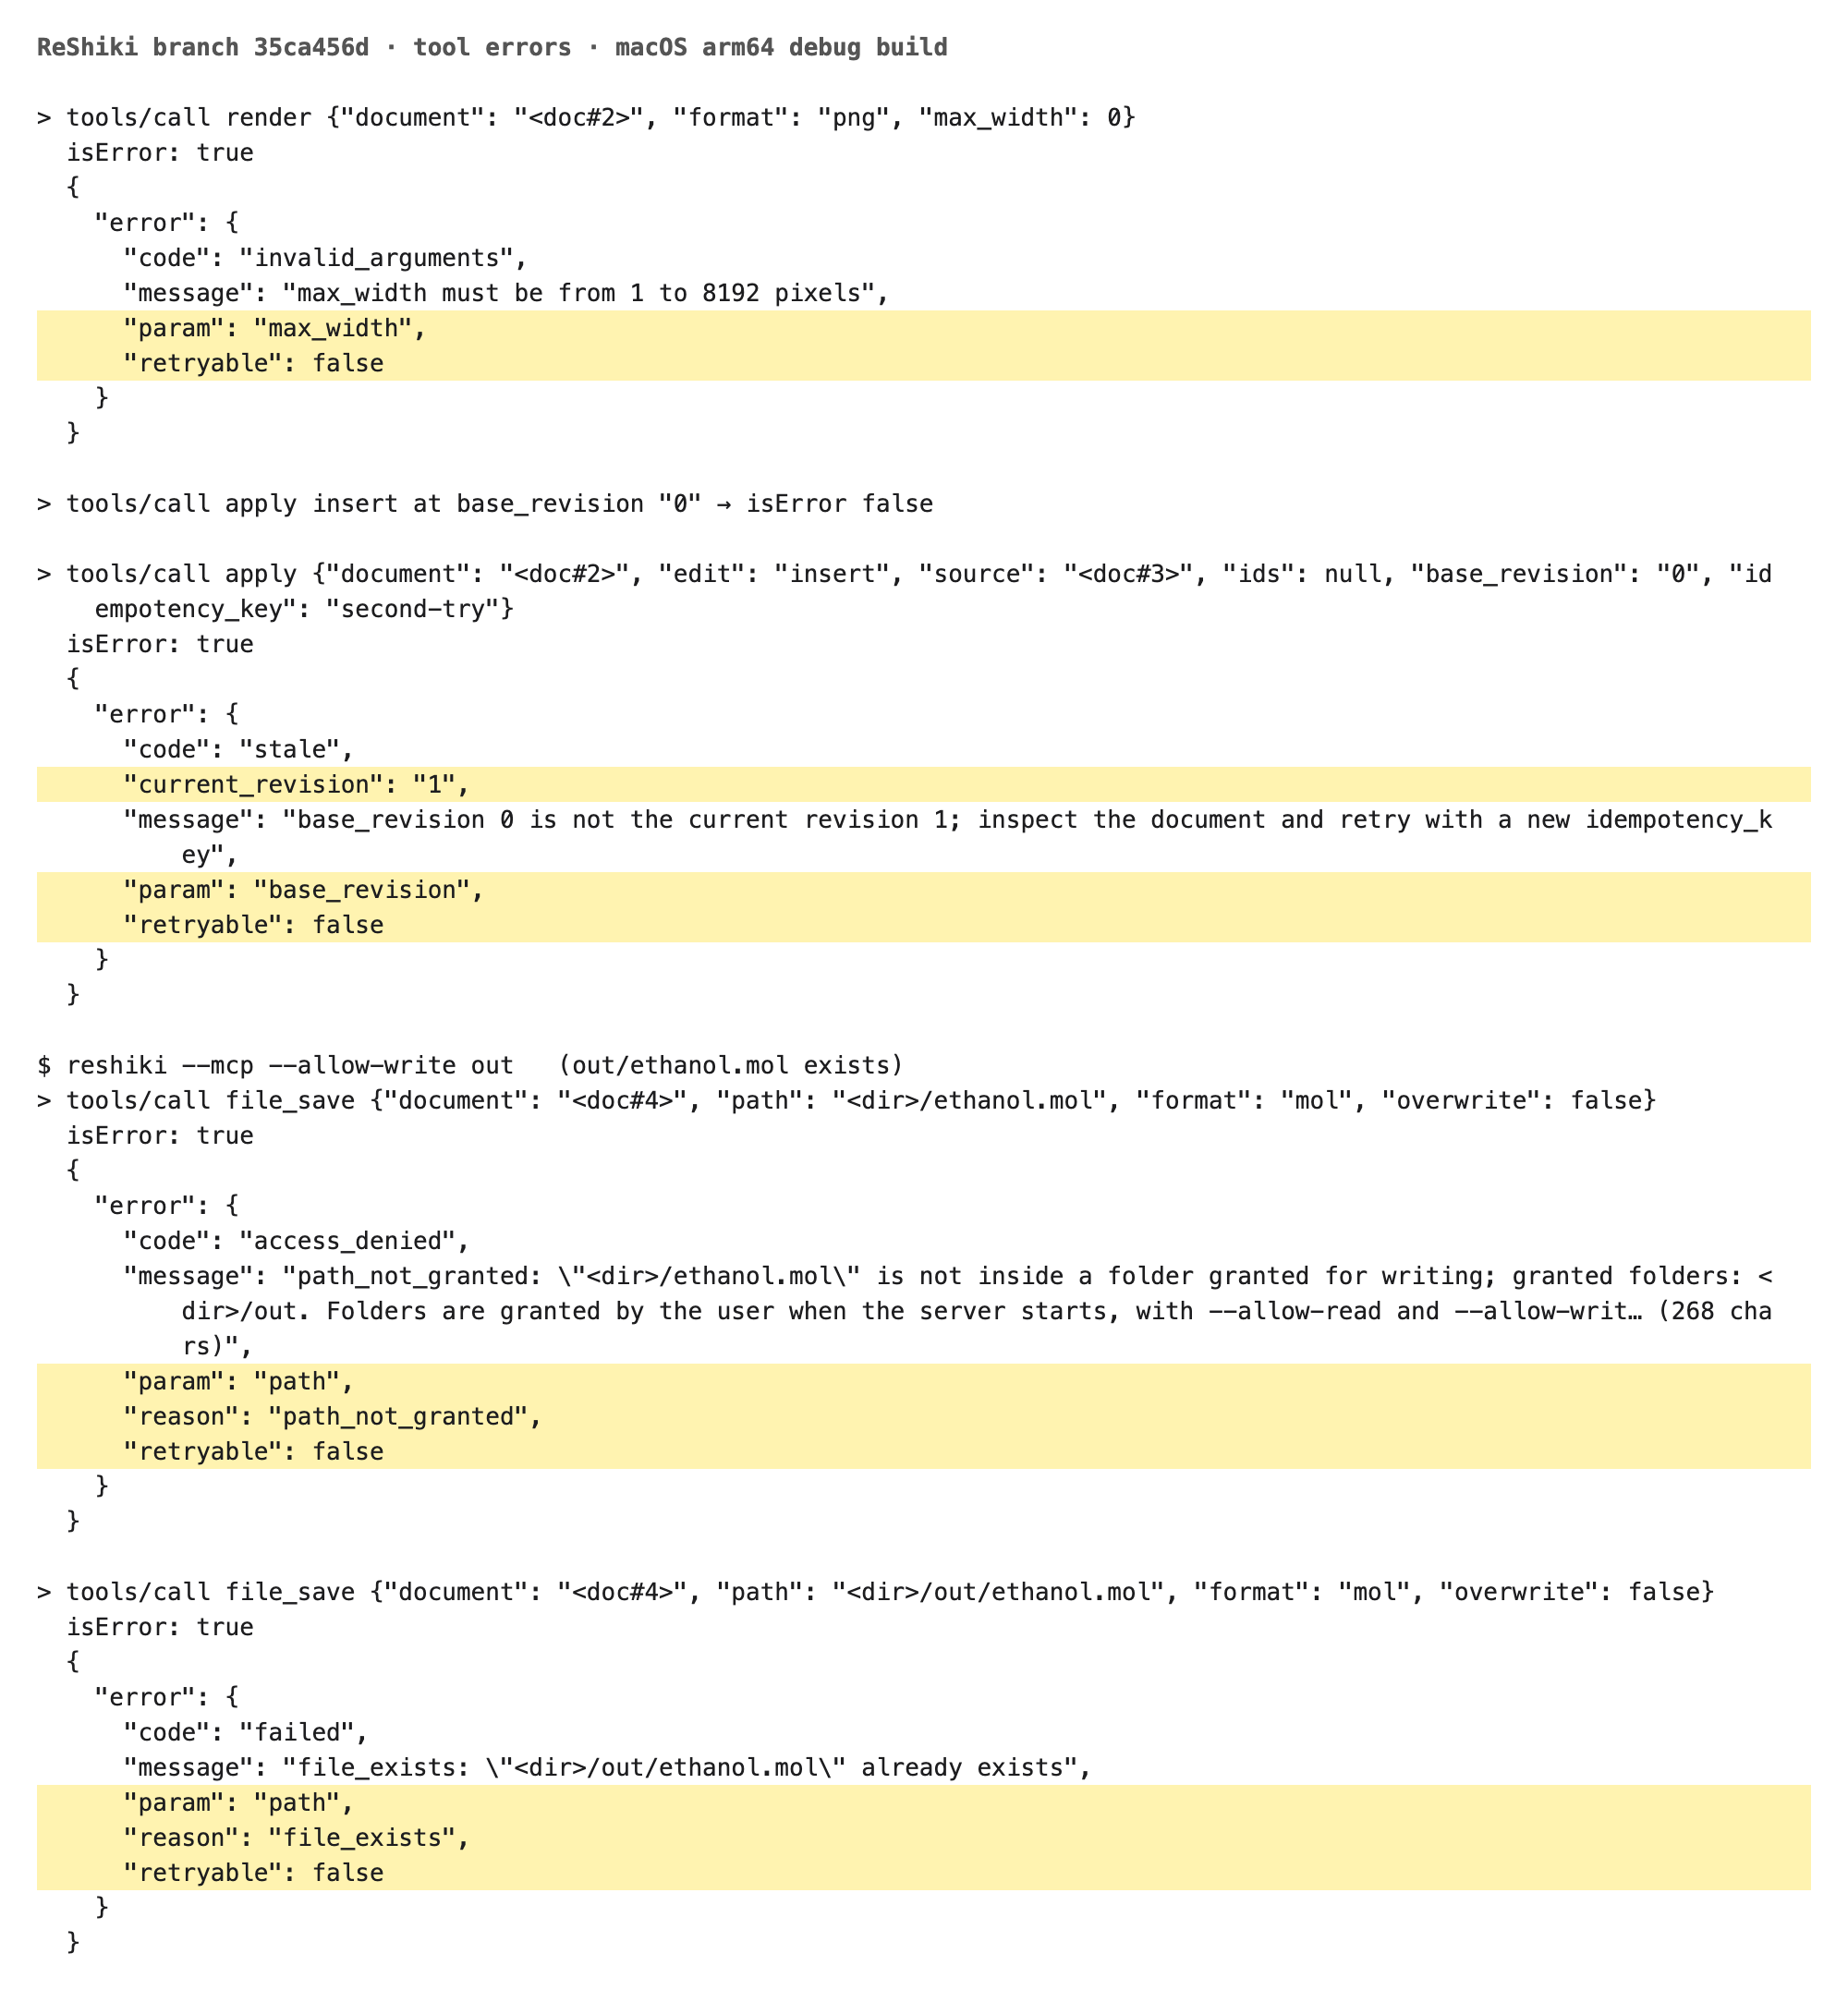 ReShiki branch 35ca456d · tool errors · macOS arm64 debug build
> tools/call render {"document": "<doc#2>", "format": "png", "max_width": 0}
  isError: true
  {
    "error": {
      "code": "invalid_arguments",
      "message": "max_width must be from 1 to 8192 pixels",
      "param": "max_width",
      "retryable": false
    }
  }
> tools/call apply insert at base_revision "0" → isError false
> tools/call apply {"document": "<doc#2>", "edit": "insert", "source": "<doc#3>", "ids": null, "base_revision": "0", "id
    empotency_key": "second-try"}
  isError: true
  {
    "error": {
      "code": "stale",
      "current_revision": "1",
      "message": "base_revision 0 is not the current revision 1; inspect the document and retry with a new idempotency_k
          ey",
      "param": "base_revision",
      "retryable": false
    }
  }
$ reshiki --mcp --allow-write out   (out/ethanol.mol exists)
> tools/call file_save {"document": "<doc#4>", "path": "<dir>/ethanol.mol", "format": "mol", "overwrite": false}
  isError: true
  {
    "error": {
      "code": "access_denied",
      "message": "path_not_granted: \"<dir>/ethanol.mol\" is not inside a folder granted for writing; granted folders: <
          dir>/out. Folders are granted by the user when the server starts, with --allow-read and --allow-writ… (268 cha
          rs)",
      "param": "path",
      "reason": "path_not_granted",
      "retryable": false
    }
  }
> tools/call file_save {"document": "<doc#4>", "path": "<dir>/out/ethanol.mol", "format": "mol", "overwrite": false}
  isError: true
  {
    "error": {
      "code": "failed",
      "message": "file_exists: \"<dir>/out/ethanol.mol\" already exists",
      "param": "path",
      "reason": "file_exists",
      "retryable": false
    }
  }